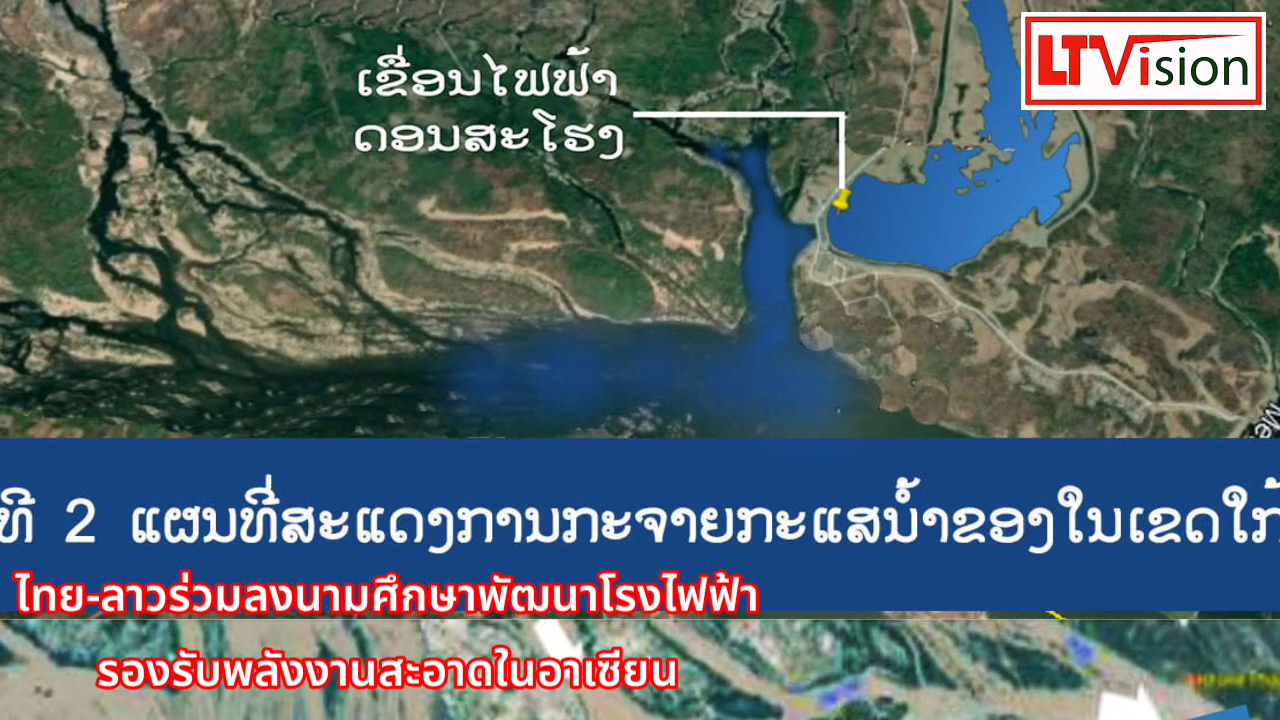 LTVision
ເຂື່ອນໄຟຟ້າ
ດອນສະໂຮງ
ທີ 2 ແຜນທີ່ສະແດງການກະຈາຍກະແສນ້ຳຂອງໃນເຂດໃກ້
ไทย-ลาวร่วมลงนามศึกษาพัฒนาโรงไฟฟ้า
รองรับพลังงานสะอาดในอาเซียน